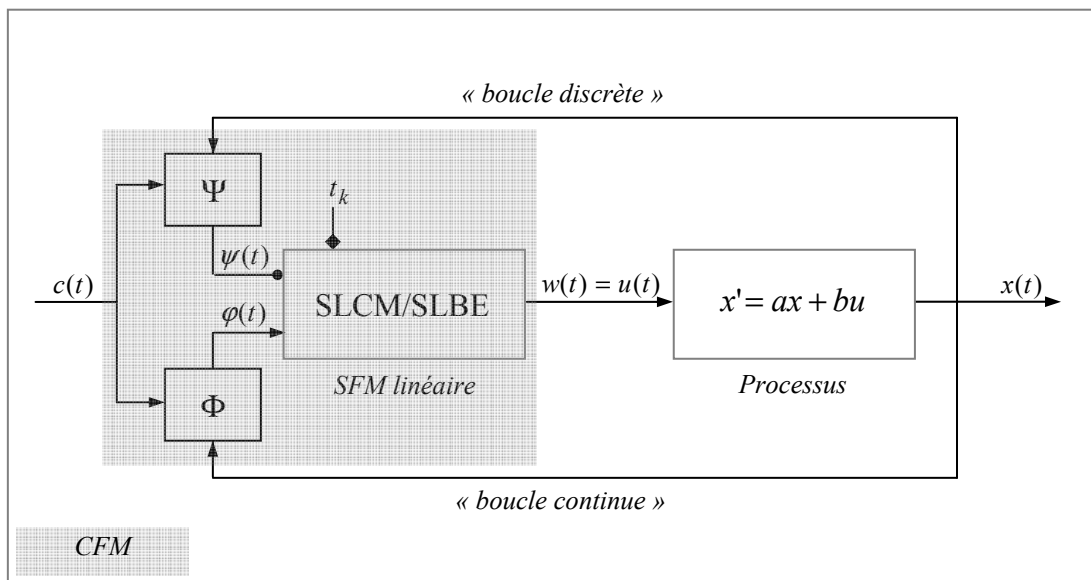 « boucle discrète »
Ψ
t_k
ψ(t)
c(t)
SLCM/SLBE
w(t) = u(t)
x' = ax + bu
x(t)
φ(t)
SFM linéaire
Processus
Φ
« boucle continue »
CFM